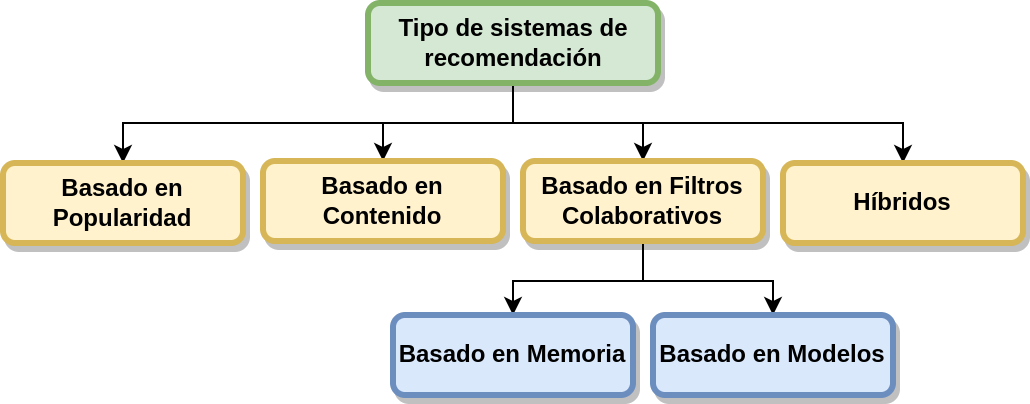 Tipo de sistemas de
recomendación
Basado en
Popularidad
Basado en
Contenido
Basado en Filtros
Colaborativos
Híbridos
Basado en Memoria
Basado en Modelos